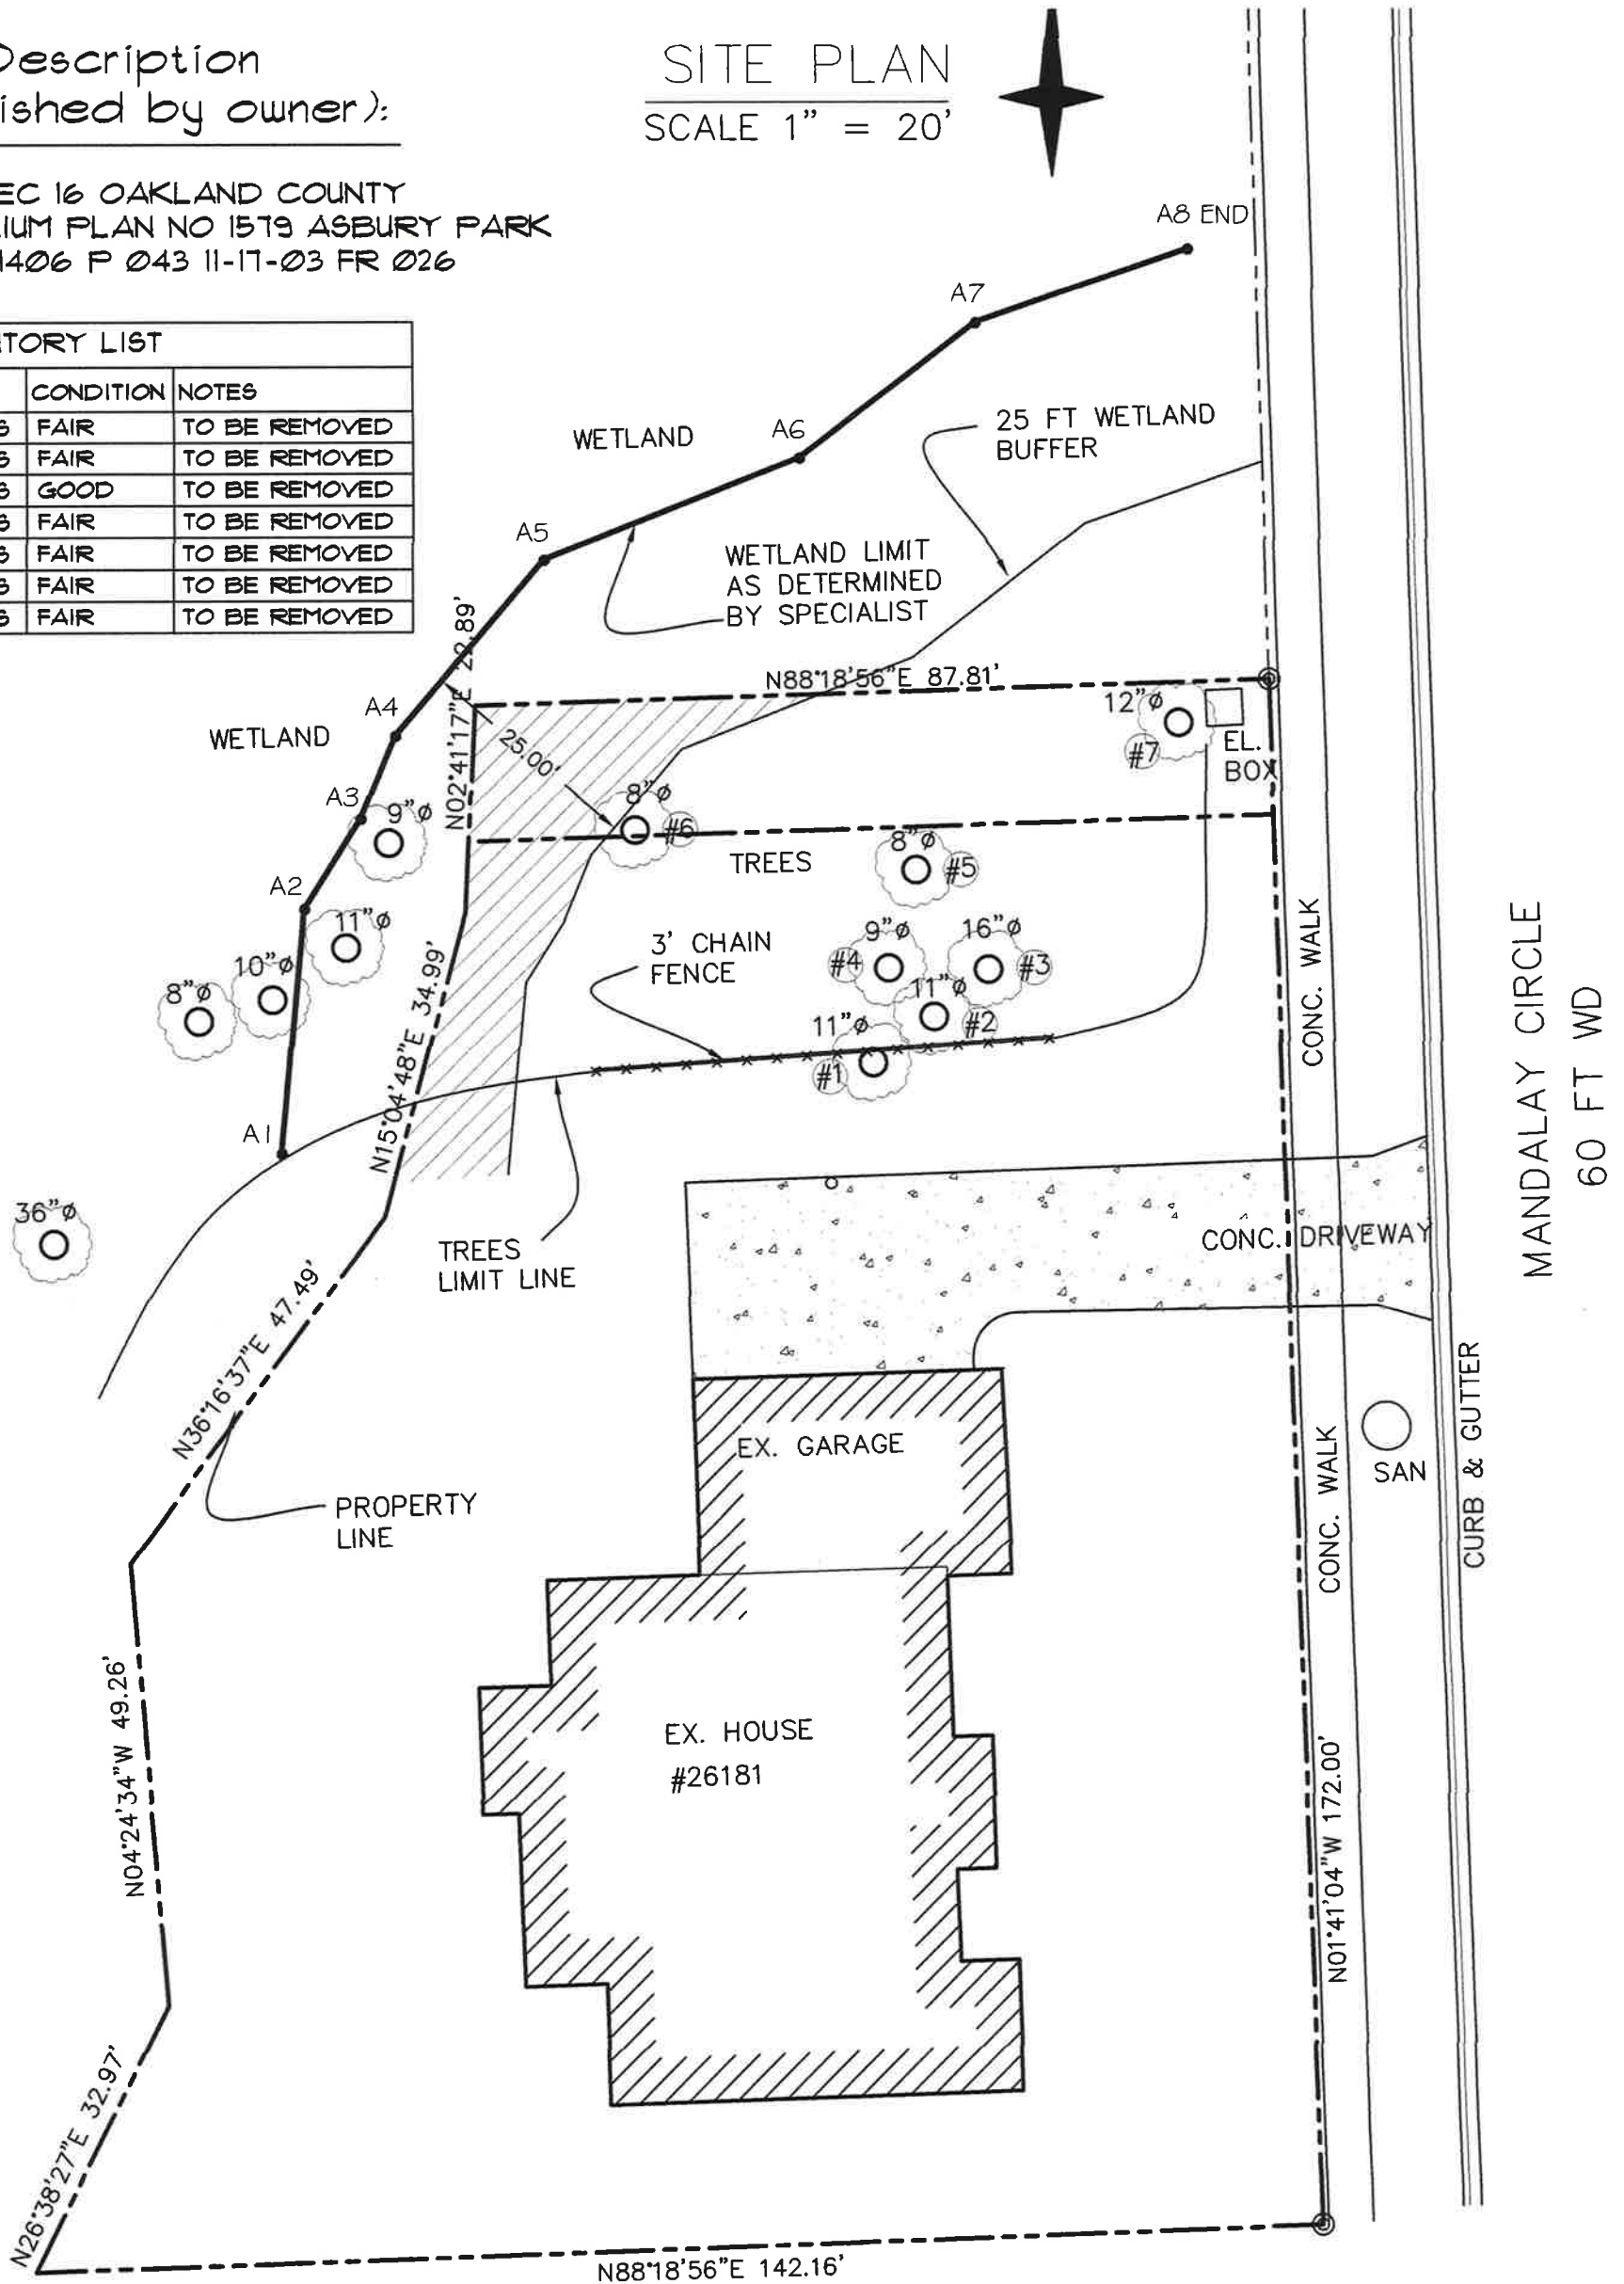 Description
ished by owner):
SITE PLAN
SCALE 1" = 20'
EC 16 OAKLAND COUNTY
IUM PLAN NO 1579 ASBURY PARK
1406 P 043 11-17-03 FR 026
TORY LIST
CONDITION NOTES
S FAIR TO BE REMOVED
S FAIR TO BE REMOVED
S GOOD TO BE REMOVED
S FAIR TO BE REMOVED
S FAIR TO BE REMOVED
S FAIR TO BE REMOVED
S FAIR TO BE REMOVED
A8 END
A7
A6
WETLAND
25 FT WETLAND
BUFFER
A5
WETLAND LIMIT
AS DETERMINED
BY SPECIALIST
N88°18'56"E 87.81'
A4
WETLAND
N02°41'17"E 22.89'
25.00'
12"ø
#7
EL.
BOX
A3
9"ø
8"ø
#6
TREES
8"ø
#5
A2
11"ø
10"ø
8"ø
3' CHAIN
FENCE
9"ø
#4
16"ø
#3
11"ø
#2
11"ø
#1
N15°04'48"E 34.99'
A1
CONC. WALK
MANDALAY CIRCLE
60 FT WD
36"ø
TREES
LIMIT LINE
CONC. DRIVEWAY
N36°16'37"E 47.49'
PROPERTY
LINE
EX. GARAGE
CONC. WALK
SAN
CURB & GUTTER
N04°24'34"W 49.26'
EX. HOUSE
#26181
N01°41'04"W 172.00'
N26°38'27"E 32.97'
N88°18'56"E 142.16'